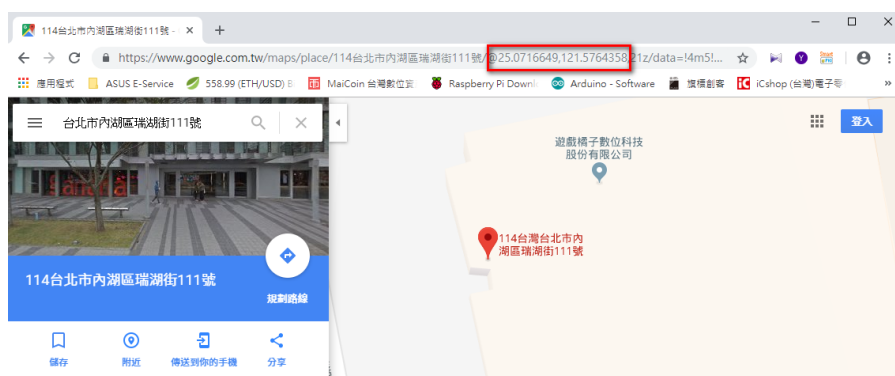 114台北市內湖區瑞湖街111號 -
https://www.google.com.tw/maps/place/114台北市內湖區瑞湖街111號/@25.0716649,121.5764358,21z/data=!4m5!...
應用程式 ASUS E-Service 558.99 (ETH/USD) B MaiCoin 台灣數位貨 Raspberry Pi Downl Arduino - Software 旗標創客 iCshop (台灣)電子零
台北市內湖區瑞湖街111號
登入
遊戲橘子數位科技
股份有限公司
114台灣台北市內
湖區瑞湖街111號
114台北市內湖區瑞湖街111號
規劃路線
儲存 附近 傳送到你的手機 分享